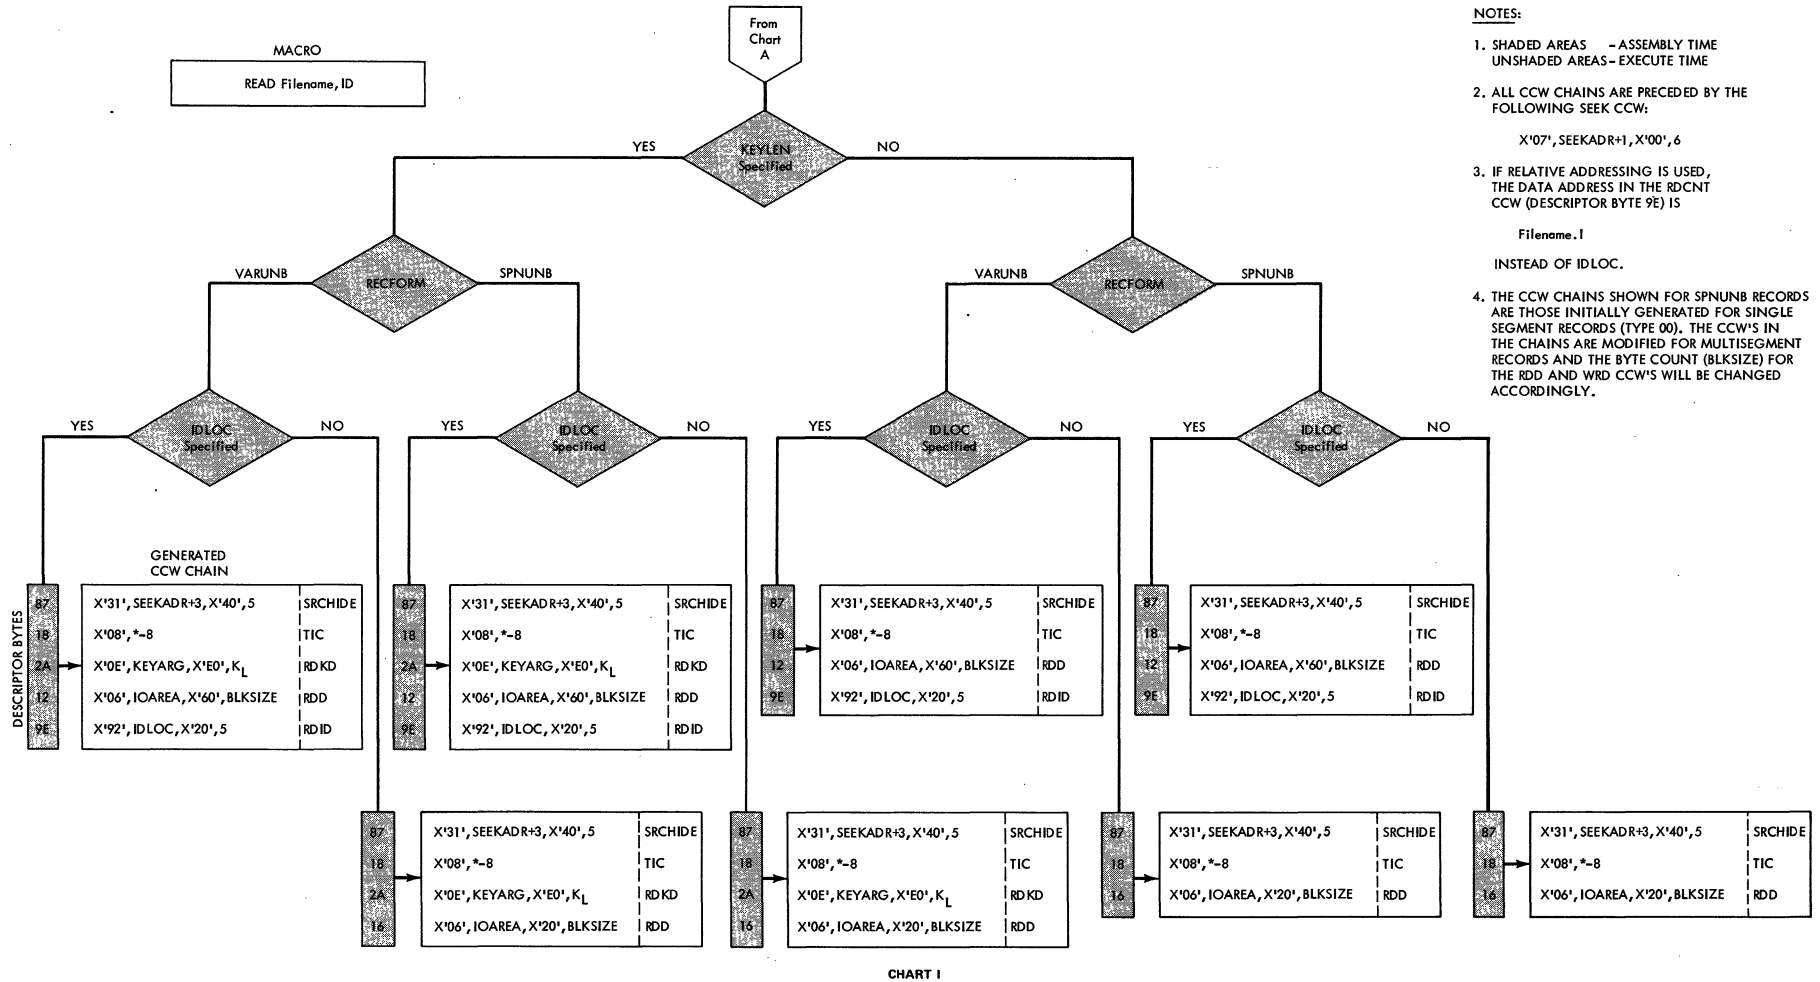 From
Chart
A
MACRO
READ Filename, ID
NOTES:
1. SHADED AREAS - ASSEMBLY TIME
UNSHADED AREAS - EXECUTE TIME
2. ALL CCW CHAINS ARE PRECEDED BY THE
FOLLOWING SEEK CCW:
X'07', SEEKADR+1, X'00', 6
3. IF RELATIVE ADDRESSING IS USED,
THE DATA ADDRESS IN THE RDCNT
CCW (DESCRIPTOR BYTE 9E) IS
Filename.I
INSTEAD OF IDLOC.
4. THE CCW CHAINS SHOWN FOR SPNUNB RECORDS
ARE THOSE INITIALLY GENERATED FOR SINGLE
SEGMENT RECORDS (TYPE 00). THE CCW'S IN
THE CHAINS ARE MODIFIED FOR MULTISEGMENT
RECORDS AND THE BYTE COUNT (BLKSIZE) FOR
THE RDD AND WRD CCW'S WILL BE CHANGED
ACCORDINGLY.
YES
KEYLEN
Specified
NO
VARUNB
RECFORM
SPNUNB
VARUNB
RECFORM
SPNUNB
YES
IDLOC
Specified
NO
YES
IDLOC
Specified
NO
YES
IDLOC
Specified
NO
YES
IDLOC
Specified
NO
GENERATED
CCW CHAIN
DESCRIPTOR BYTES
87 X'31', SEEKADR+3, X'40', 5 SRCHIDE
18 X'08', *-8 TIC
2A X'0E', KEYARG, X'E0', KL RDKD
12 X'06', IOAREA, X'60', BLKSIZE RDD
9E X'92', IDLOC, X'20', 5 RDID
87 X'31', SEEKADR+3, X'40', 5 SRCHIDE
18 X'08', *-8 TIC
2A X'0E', KEYARG, X'E0', KL RDKD
12 X'06', IOAREA, X'60', BLKSIZE RDD
9E X'92', IDLOC, X'20', 5 RDID
87 X'31', SEEKADR+3, X'40', 5 SRCHIDE
18 X'08', *-8 TIC
12 X'06', IOAREA, X'60', BLKSIZE RDD
9E X'92', IDLOC, X'20', 5 RDID
87 X'31', SEEKADR+3, X'40', 5 SRCHIDE
18 X'08', *-8 TIC
12 X'06', IOAREA, X'60', BLKSIZE RDD
9E X'92', IDLOC, X'20', 5 RDID
87 X'31', SEEKADR+3, X'40', 5 SRCHIDE
18 X'08', *-8 TIC
2A X'0E', KEYARG, X'E0', KL RDKD
16 X'06', IOAREA, X'20', BLKSIZE RDD
87 X'31', SEEKADR+3, X'40', 5 SRCHIDE
18 X'08', *-8 TIC
2A X'0E', KEYARG, X'E0', KL RDKD
16 X'06', IOAREA, X'20', BLKSIZE RDD
87 X'31', SEEKADR+3, X'40', 5 SRCHIDE
18 X'08', *-8 TIC
16 X'06', IOAREA, X'20', BLKSIZE RDD
87 X'31', SEEKADR+3, X'40', 5 SRCHIDE
18 X'08', *-8 TIC
16 X'06', IOAREA, X'20', BLKSIZE RDD
CHART I